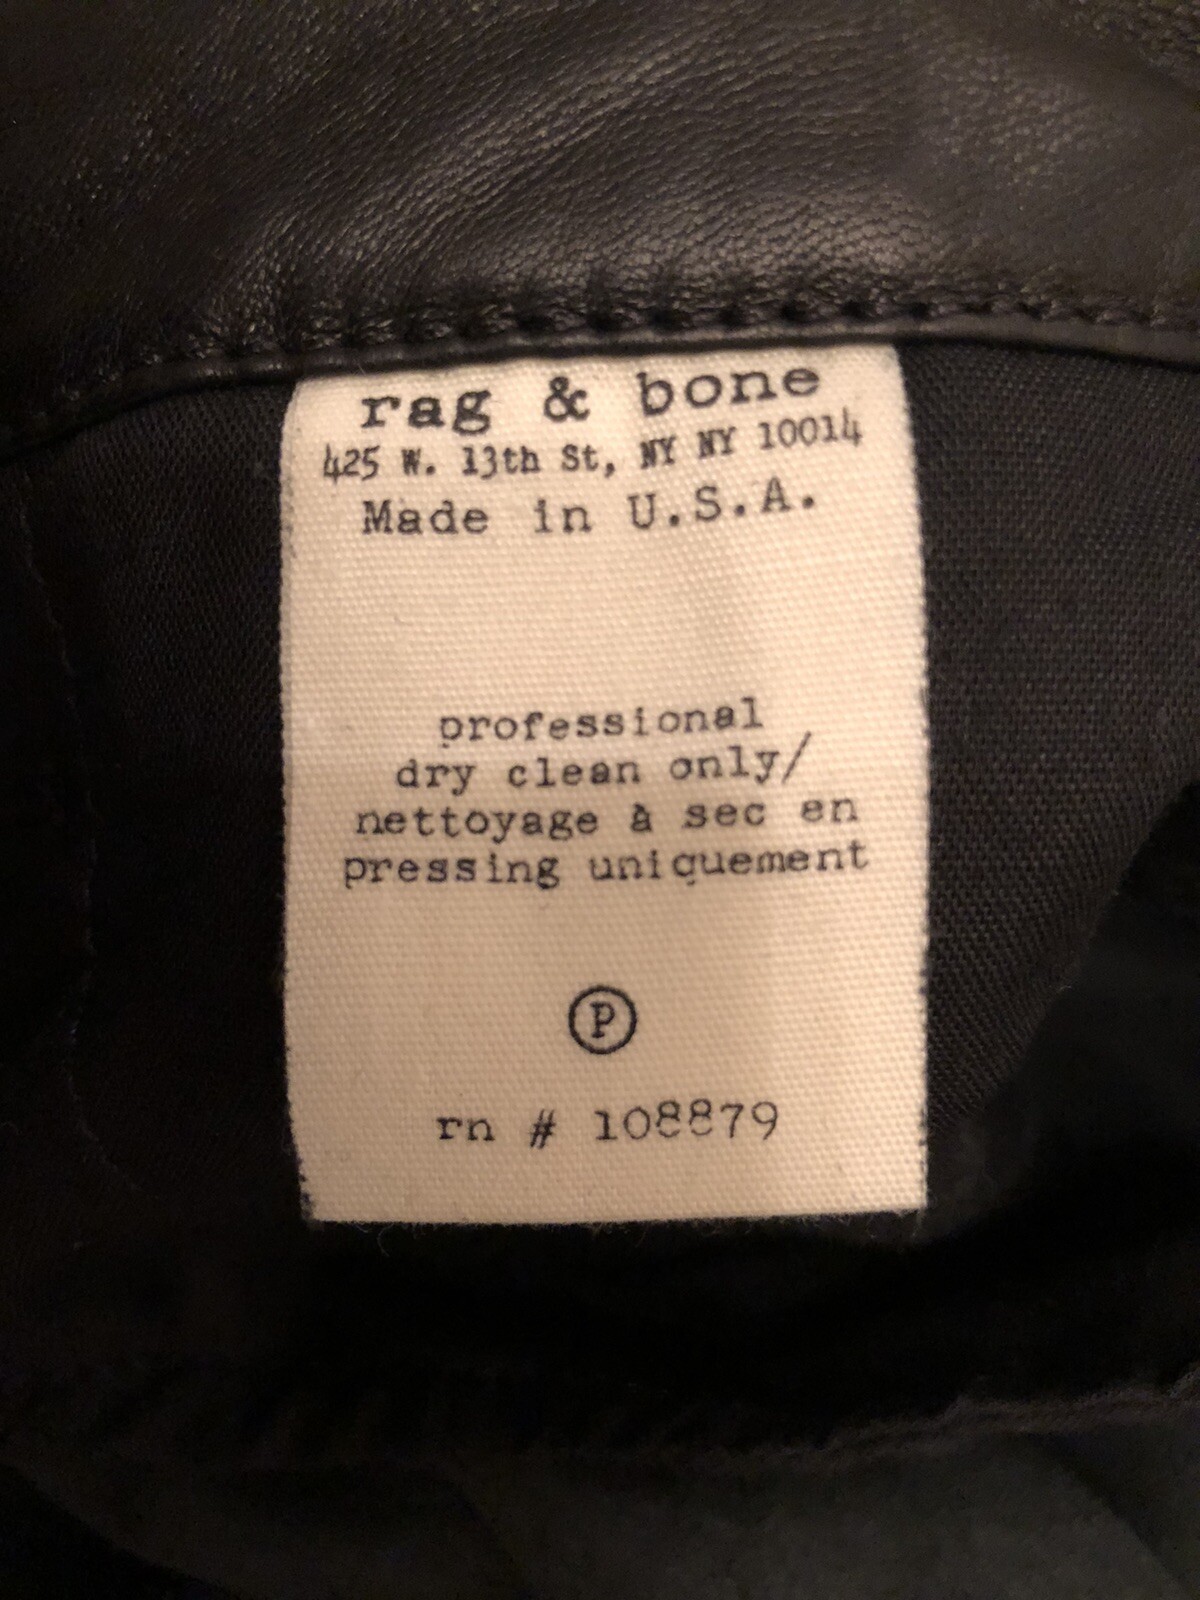 rag & bone
425 W. 13th St, NY NY 10014
Made in U.S.A.
professional
dry clean only/
nettoyage à sec en
pressing uniquement
P
rn # 108879